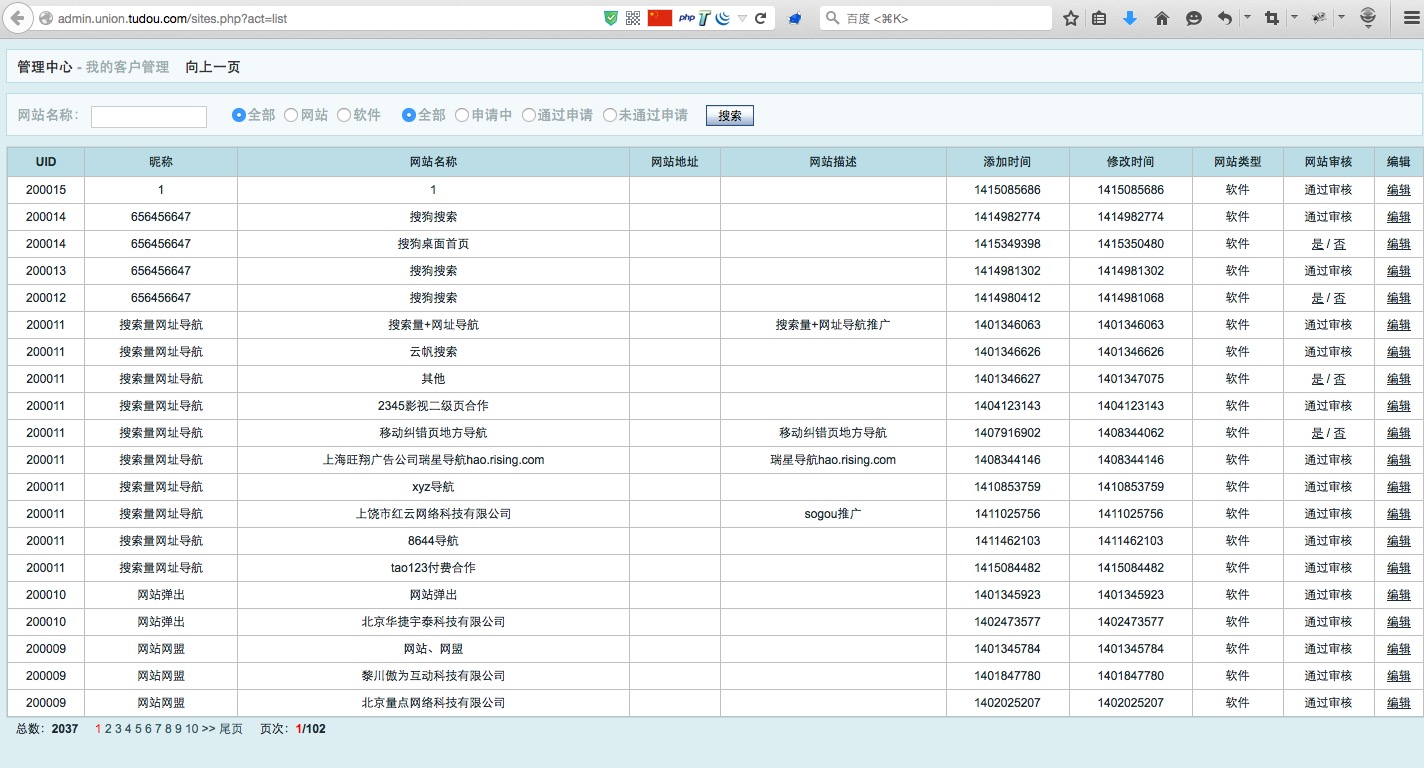 admin.union.tudou.com/sites.php?act=list php T 百度 <⌘K>
管理中心 - 我的客户管理 向上一页
网站名称： 全部 网站 软件 全部 申请中 通过申请 未通过申请 搜索
UID 昵称 网站名称 网站地址 网站描述 添加时间 修改时间 网站类型 网站审核 编辑
200015 1 1 1415085686 1415085686 软件 通过审核 编辑
200014 656456647 搜狗搜索 1414982774 1414982774 软件 通过审核 编辑
200014 656456647 搜狗桌面首页 1415349398 1415350480 软件 是 / 否 编辑
200013 656456647 搜狗搜索 1414981302 1414981302 软件 通过审核 编辑
200012 656456647 搜狗搜索 1414980412 1414981068 软件 是 / 否 编辑
200011 搜索量网址导航 搜索量+网址导航 搜索量+网址导航推广 1401346063 1401346063 软件 通过审核 编辑
200011 搜索量网址导航 云帆搜索 1401346626 1401346626 软件 通过审核 编辑
200011 搜索量网址导航 其他 1401346627 1401347075 软件 是 / 否 编辑
200011 搜索量网址导航 2345影视二级页合作 1404123143 1404123143 软件 通过审核 编辑
200011 搜索量网址导航 移动纠错页地方导航 移动纠错页地方导航 1407916902 1408344062 软件 是 / 否 编辑
200011 搜索量网址导航 上海旺翔广告公司瑞星导航hao.rising.com 瑞星导航hao.rising.com 1408344146 1408344146 软件 通过审核 编辑
200011 搜索量网址导航 xyz导航 1410853759 1410853759 软件 通过审核 编辑
200011 搜索量网址导航 上饶市红云网络科技有限公司 sogou推广 1411025756 1411025756 软件 通过审核 编辑
200011 搜索量网址导航 8644导航 1411462103 1411462103 软件 通过审核 编辑
200011 搜索量网址导航 tao123付费合作 1415084482 1415084482 软件 通过审核 编辑
200010 网站弹出 网站弹出 1401345923 1401345923 软件 通过审核 编辑
200010 网站弹出 北京华捷宇泰科技有限公司 1402473577 1402473577 软件 通过审核 编辑
200009 网站网盟 网站、网盟 1401345784 1401345784 软件 通过审核 编辑
200009 网站网盟 黎川傲为互动科技有限公司 1401847780 1401847780 软件 通过审核 编辑
200009 网站网盟 北京量点网络科技有限公司 1402025207 1402025207 软件 通过审核 编辑
总数：2037 1 2 3 4 5 6 7 8 9 10 >> 尾页 页次：1/102